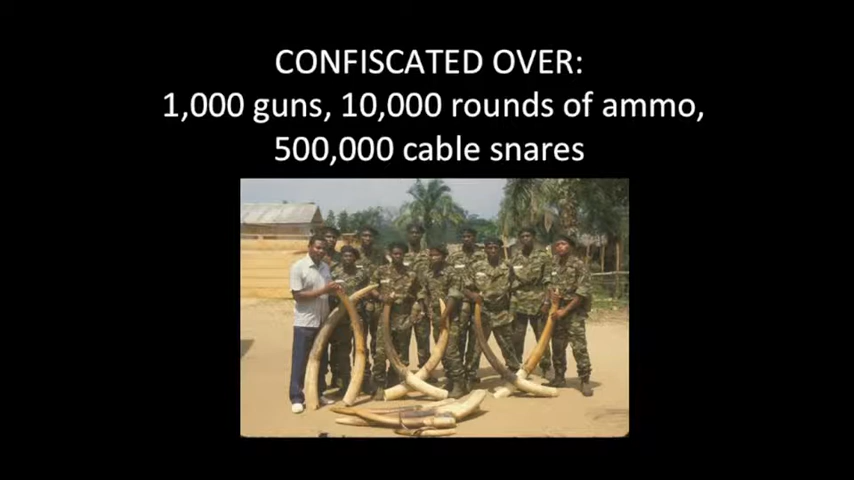 CONFISCATED OVER:
1,000 guns, 10,000 rounds of ammo,
500,000 cable snares